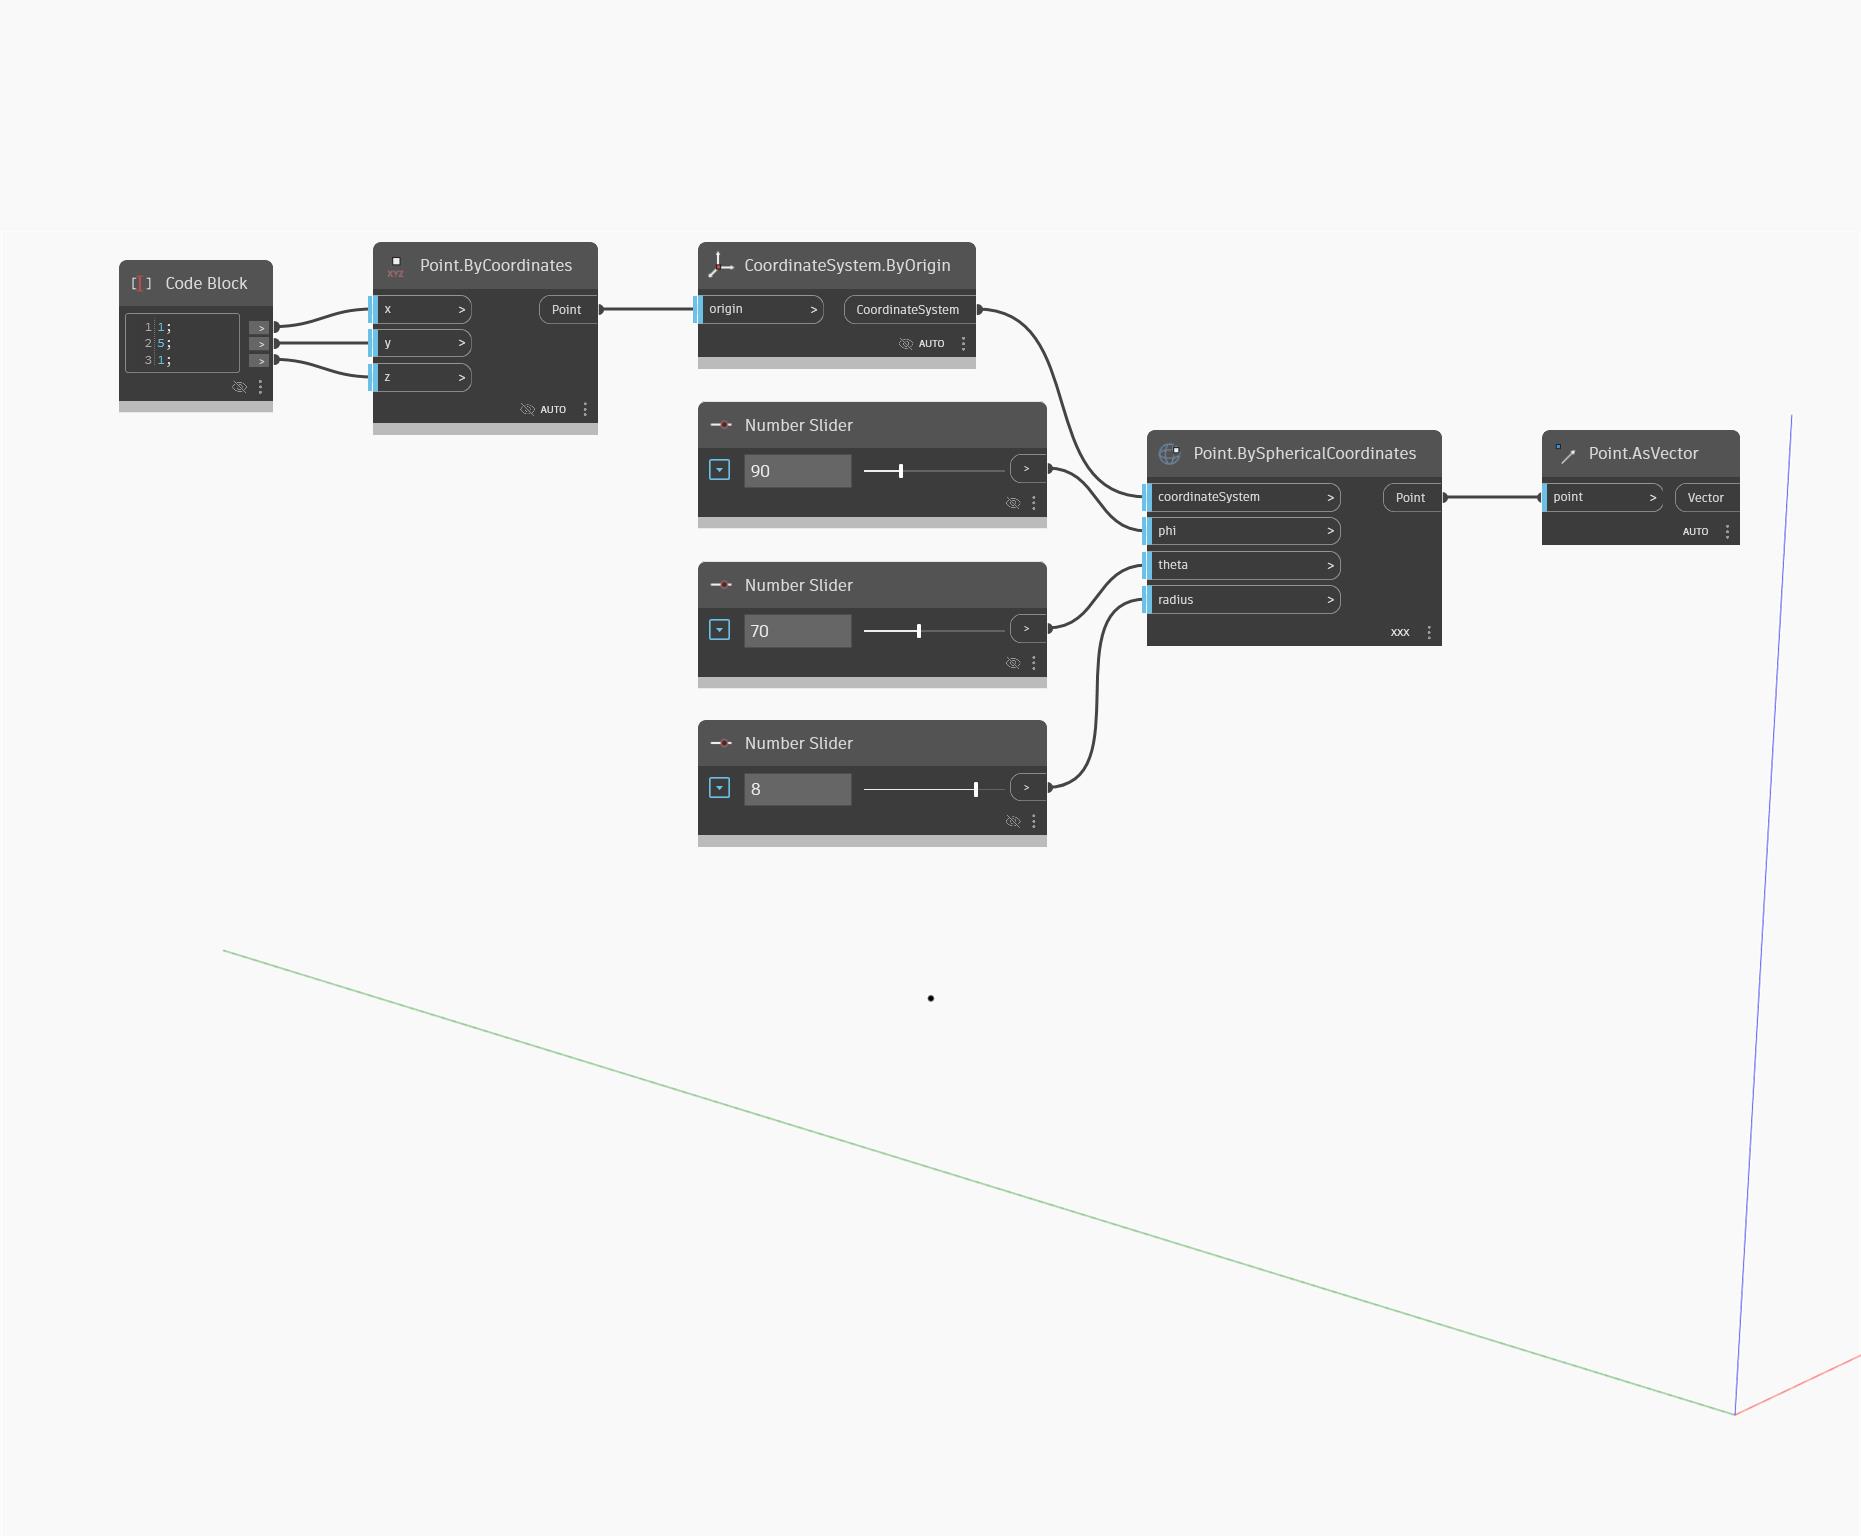 Code Block
1 1;
2 5;
3 1;
>
>
>
XYZ
Point.ByCoordinates
x >
y >
z >
Point
AUTO
CoordinateSystem.ByOrigin
origin >
CoordinateSystem
AUTO
Number Slider
90
>
Number Slider
70
>
Number Slider
8
>
Point.BySphericalCoordinates
coordinateSystem >
phi >
theta >
radius >
Point
XXX
Point.AsVector
point >
Vector
AUTO